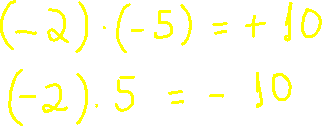 (-2)·(-5) = + 10
(-2). 5 = - 10